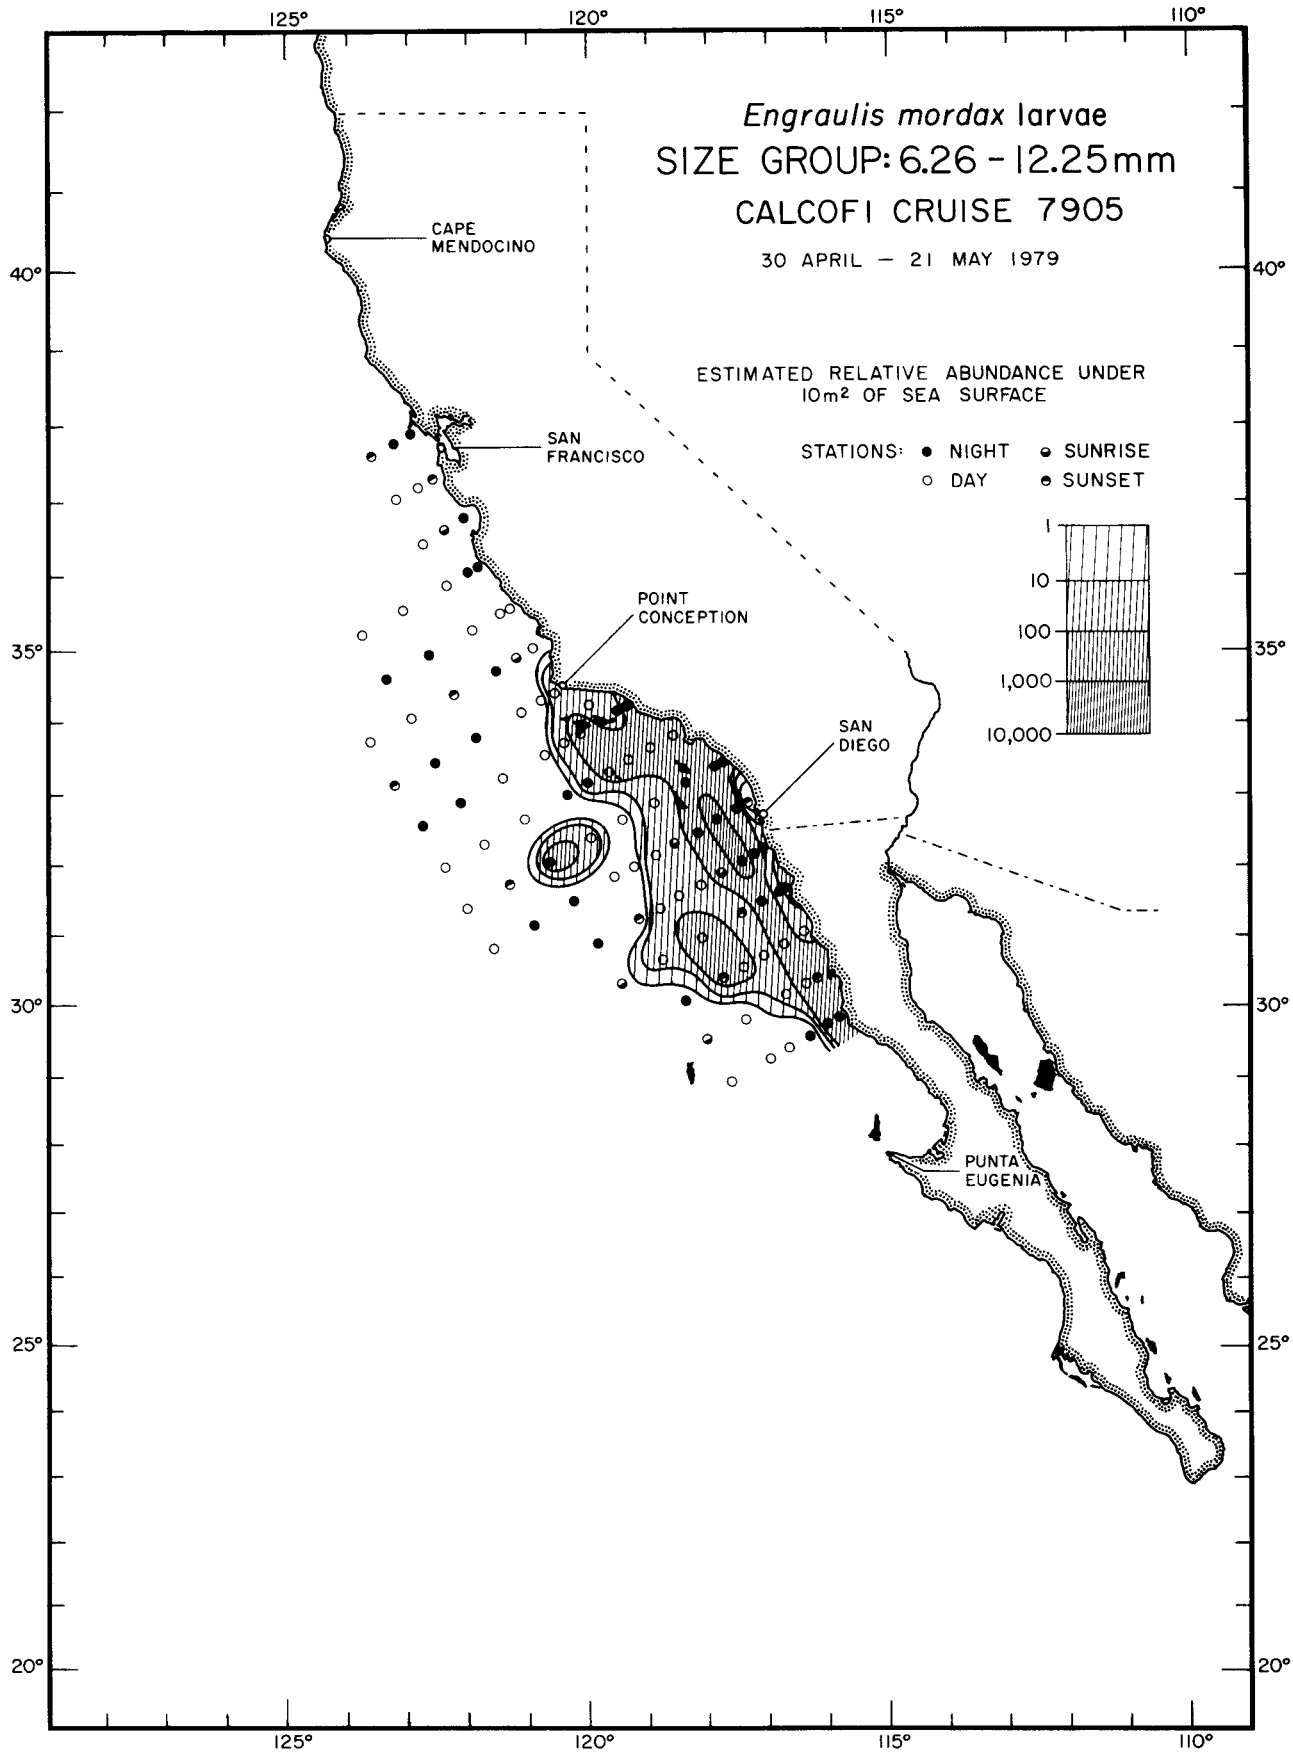 125° 120° 115° 110°
Engraulis mordax larvae
SIZE GROUP: 6.26 – 12.25mm
CALCOFI CRUISE 7905
30 APRIL — 21 MAY 1979
CAPE
MENDOCINO
40° 40°
ESTIMATED RELATIVE ABUNDANCE UNDER
10m² OF SEA SURFACE
SAN
FRANCISCO
STATIONS: ● NIGHT SUNRISE
○ DAY SUNSET
1
10
100
1,000
10,000
POINT
CONCEPTION
35° 35°
SAN
DIEGO
30° 30°
PUNTA
EUGENIA
25° 25°
20° 20°
125° 120° 115° 110°